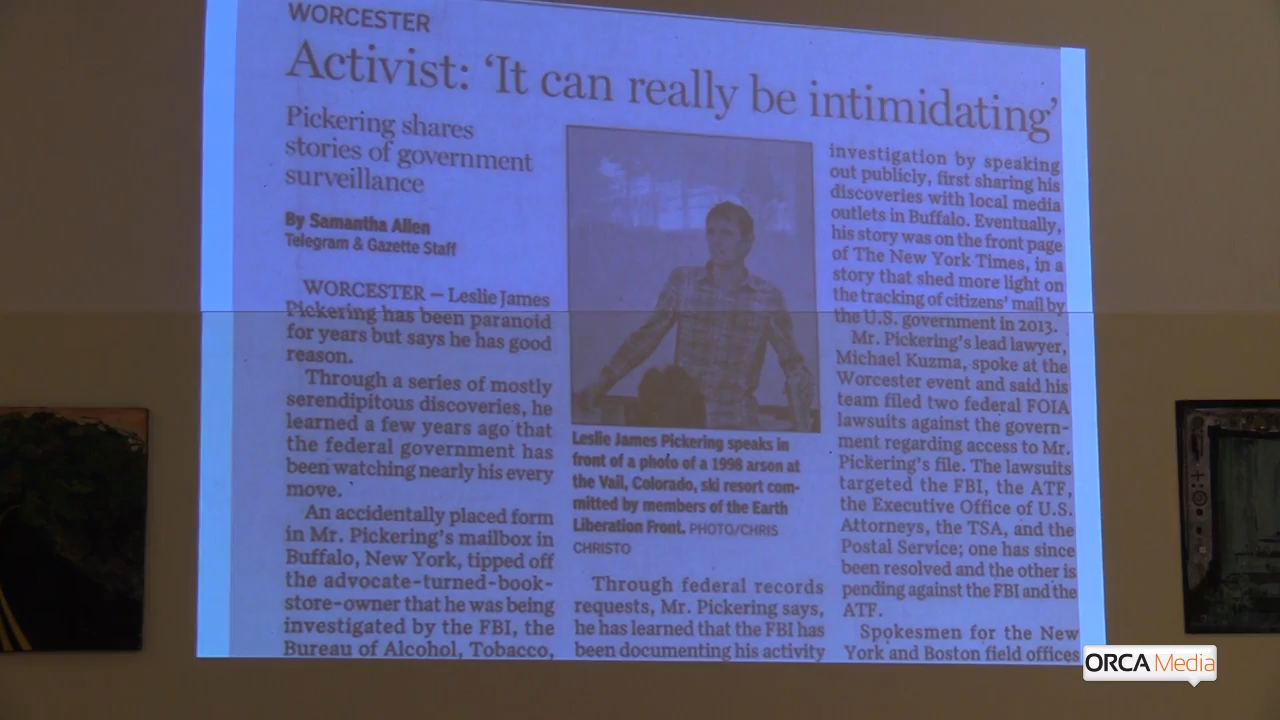 WORCESTER
Activist: ‘It can really be intimidating’
Pickering shares
stories of government
surveillance
By Samantha Allen
Telegram & Gazette Staff
WORCESTER — Leslie James
Pickering has been paranoid
for years but says he has good
reason.
Through a series of mostly
serendipitous discoveries, he
learned a few years ago that
the federal government has
been watching nearly his every
move.
An accidentally placed form
in Mr. Pickering's mailbox in
Buffalo, New York, tipped off
the advocate-turned-book-
store-owner that he was being
investigated by the FBI, the
Bureau of Alcohol, Tobacco,
Leslie James Pickering speaks in
front of a photo of a 1998 arson at
the Vail, Colorado, ski resort com-
mitted by members of the Earth
Liberation Front. PHOTO/CHRIS
CHRISTO
Through federal records
requests, Mr. Pickering says,
he has learned that the FBI has
been documenting his activity
investigation by speaking
out publicly, first sharing his
discoveries with local media
outlets in Buffalo. Eventually,
his story was on the front page
of The New York Times, in a
story that shed more light on
the tracking of citizens' mail by
the U.S. government in 2013.
Mr. Pickering's lead lawyer,
Michael Kuzma, spoke at the
Worcester event and said his
team filed two federal FOIA
lawsuits against the govern-
ment regarding access to Mr.
Pickering's file. The lawsuits
targeted the FBI, the ATF,
the Executive Office of U.S.
Attorneys, the TSA, and the
Postal Service; one has since
been resolved and the other is
pending against the FBI and the
ATF.
Spokesmen for the New
York and Boston field offices
ORCA Media